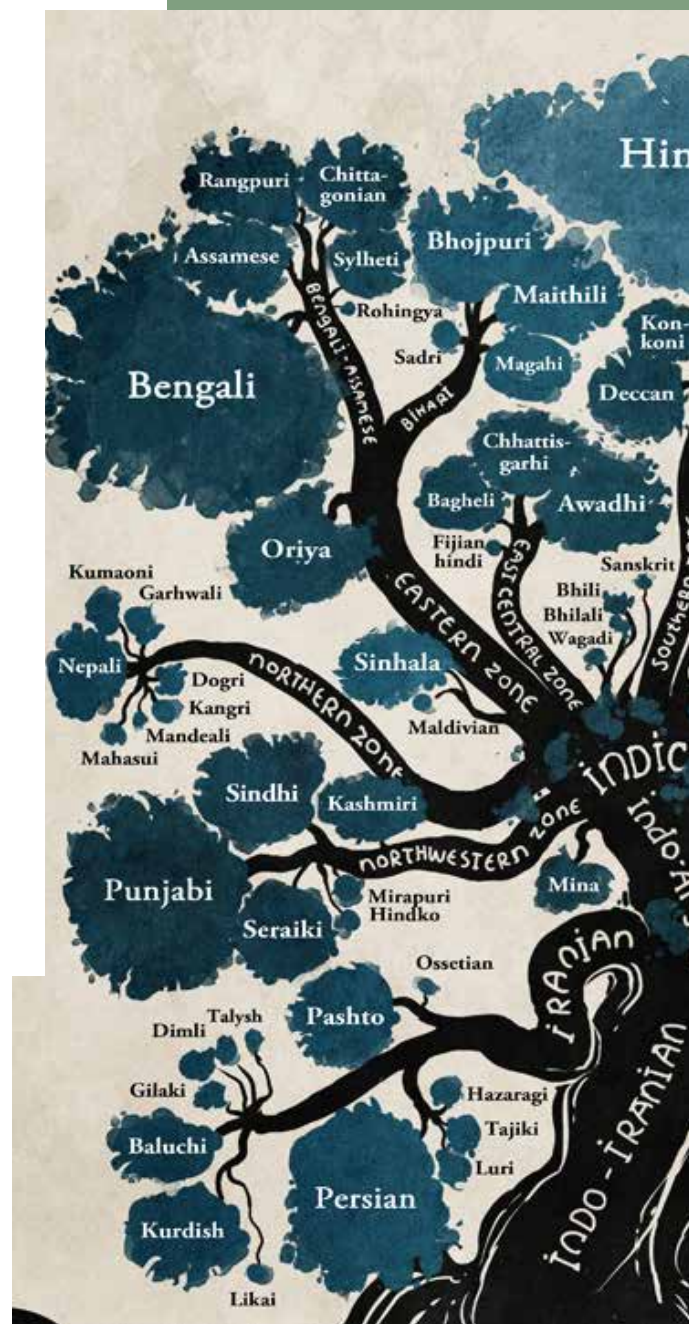 Hin
Rangpuri
Chitta-
gonian
Assamese
Sylheti
Bhojpuri
Maithili
Rohingya
Sadri
Magahi
Kon-
koni
Deccan
Bengali
BENGALI-ASSAMESE
BIHARI
Chhattis-
garhi
Bagheli
Awadhi
Fijian
hindi
Oriya
EAST CENTRAL ZONE
Sanskrit
Bhili
Bhilali
Wagadi
SOUTHERN
Kumaoni
Garhwali
Nepali
Dogri
Kangri
Mandeali
Mahasui
NORTHERN ZONE
EASTERN ZONE
Sinhala
Maldivian
INDIC
Sindhi
Kashmiri
NORTHWESTERN ZONE
Punjabi
Mirapuri
Hindko
Seraiki
Mina
INDO-A
IRANIAN
Ossetian
Pashto
Talysh
Dimli
Gilaki
Baluchi
Hazaragi
Tajiki
Luri
Persian
Kurdish
Likai
INDO-IRANIAN